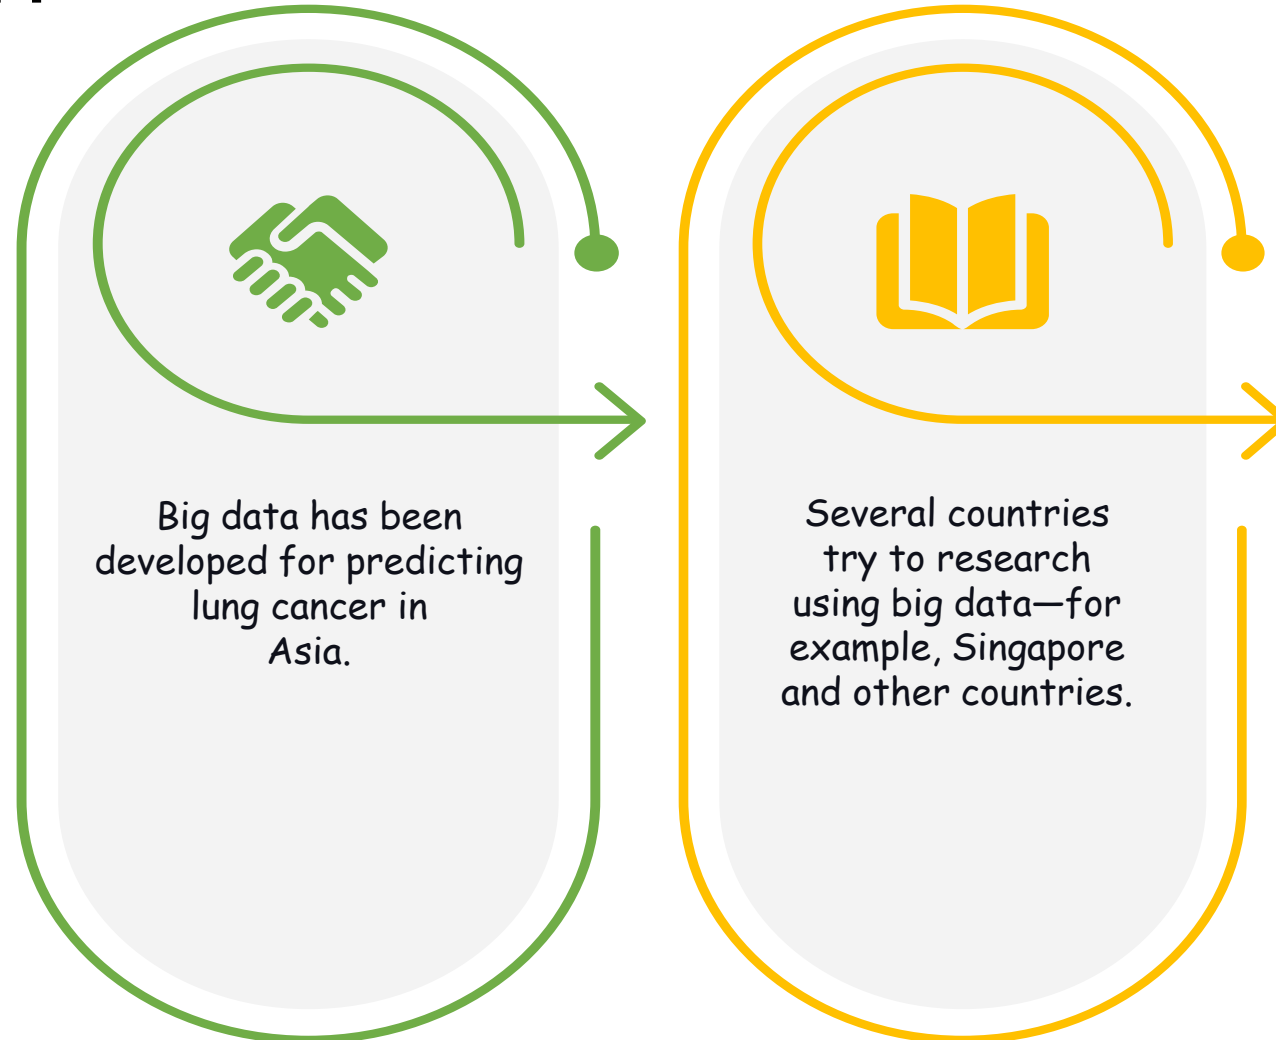 Big data has been
developed for predicting
lung cancer in
Asia.
Several countries
try to research
using big data—for
example, Singapore
and other countries.